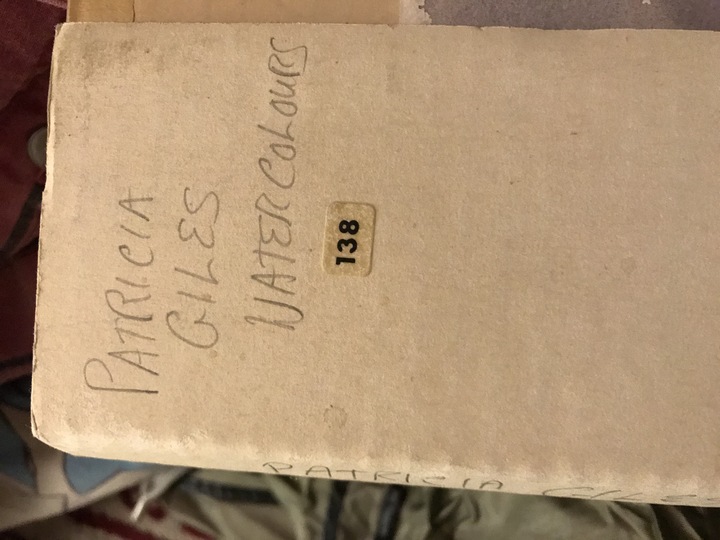 PATRICIA
GILES
WATERCOLOURS
138
PATRICIA GILES